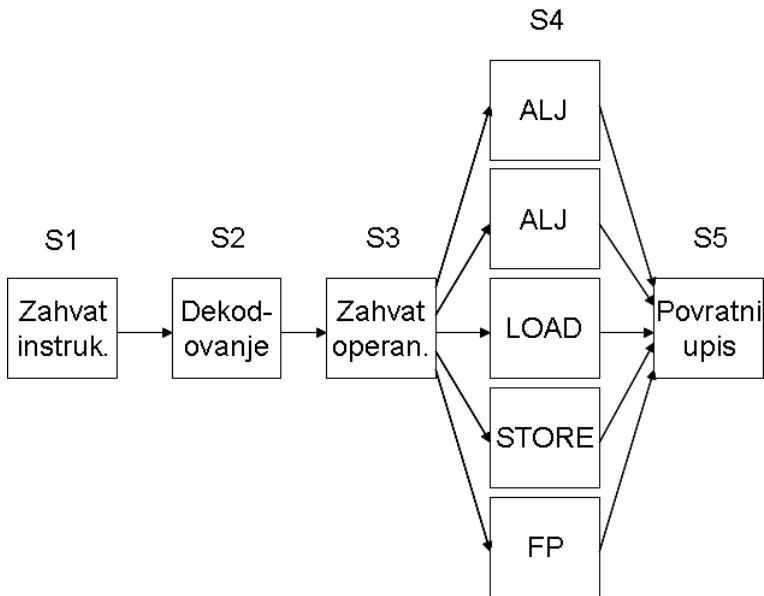 S4
ALJ
ALJ
S1
S2
S3
S5
Zahvat
instruk.
Dekod-
ovanje
Zahvat
operan.
LOAD
Povratni
upis
STORE
FP